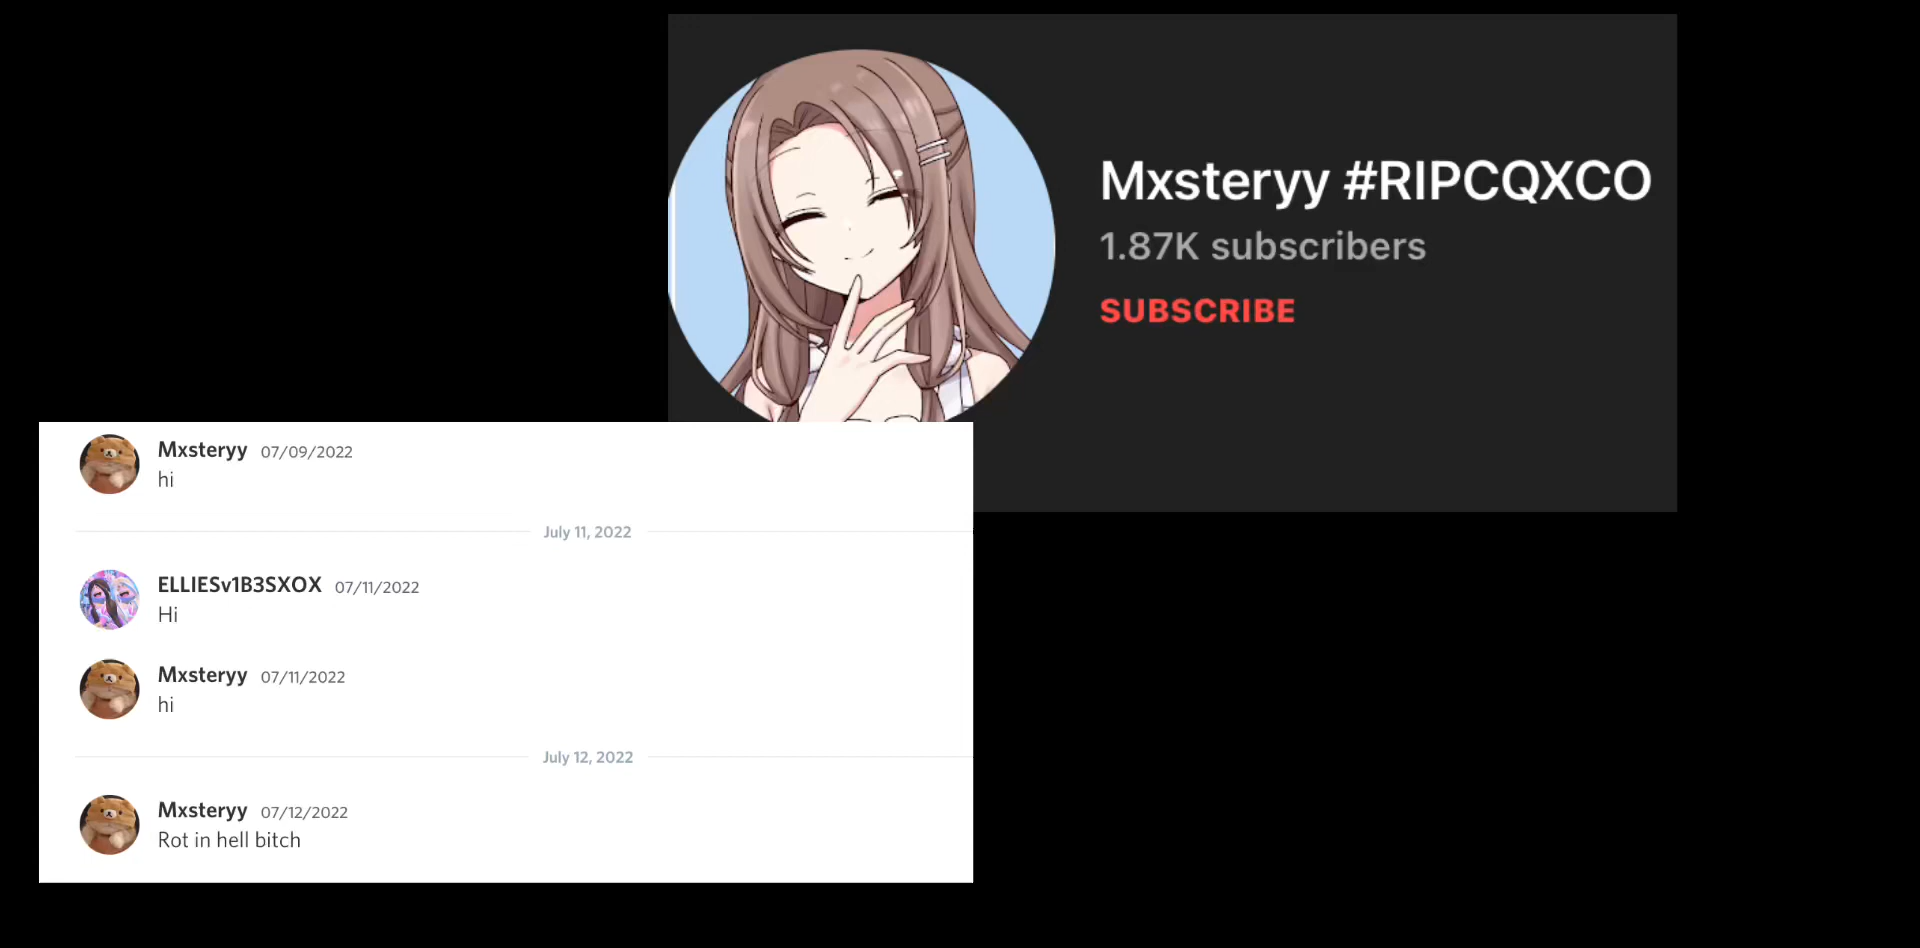 Mxsteryy #RIPCQXCO
1.87K subscribers
SUBSCRIBE
Mxsteryy 07/09/2022
hi
July 11, 2022
ELLIESv1B3SXOX 07/11/2022
Hi
Mxsteryy 07/11/2022
hi
July 12, 2022
Mxsteryy 07/12/2022
Rot in hell bitch